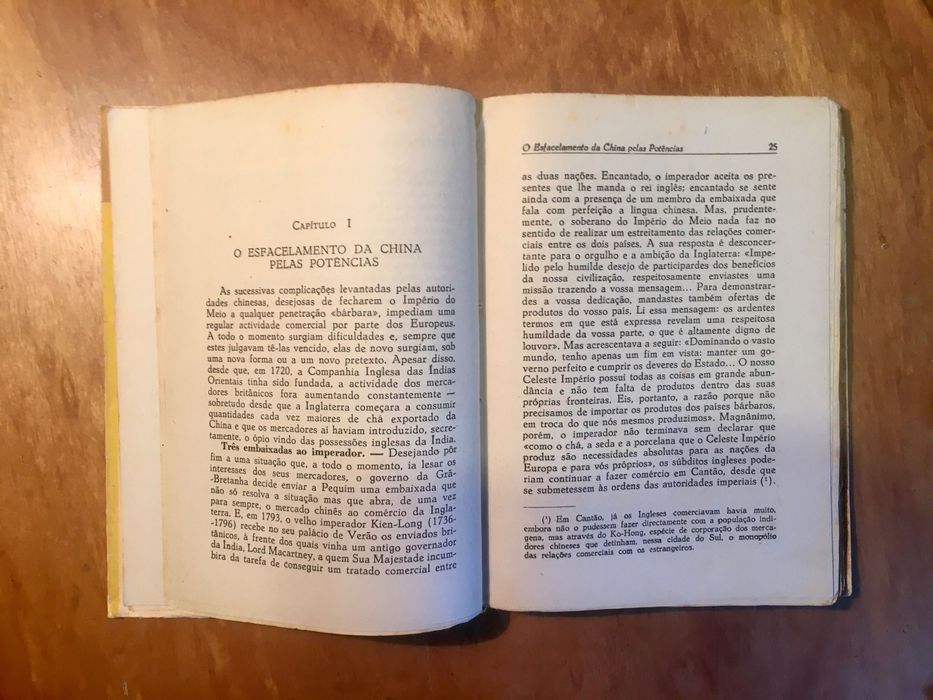 CAPÍTULO I
O ESFACELAMENTO DA CHINA
PELAS POTÊNCIAS
As sucessivas complicações levantadas pelas autori-
dades chinesas, desejosas de fecharem o Império do
Meio a qualquer penetração «bárbara», impediam uma
regular actividade comercial por parte dos Europeus.
A todo o momento surgiam dificuldades e, sempre que
estes julgavam tê-las vencido, elas de novo surgiam, sob
uma nova forma ou a um novo pretexto. Apesar disso,
desde que, em 1720, a Companhia Inglesa das Índias
Orientais tinha sido fundada, a actividade dos merca-
dores britânicos fora aumentando constantemente —
sobretudo desde que a Inglaterra começara a consumir
quantidades cada vez maiores de chá exportado da
China e que os mercadores aí haviam introduzido, secre-
tamente, o ópio vindo das possessões inglesas da Índia.
Três embaixadas ao imperador. — Desejando pôr
fim a uma situação que, a todo o momento, ia lesar os
interesses dos seus mercadores, o governo da Grã-
-Bretanha decide enviar a Pequim uma embaixada que
não só resolva a situação mas que abra, de uma vez
para sempre, o mercado chinês ao comércio da Ingla-
terra. E, em 1793, o velho imperador Kien-Long (1736-
-1796) recebe no seu palácio de Verão os enviados bri-
tânicos, à frente dos quais vinha um antigo governador
da Índia, Lord Macartney, a quem Sua Majestade incum-
bira da tarefa de conseguir um tratado comercial entre
O Esfacelamento da China pelas Potências 25
as duas nações. Encantado, o imperador aceita os pre-
sentes que lhe manda o rei inglês; encantado se sente
ainda com a presença de um membro da embaixada que
fala com perfeição a língua chinesa. Mas, prudente-
mente, o soberano do Império do Meio nada faz no
sentido de realizar um estreitamento das relações comer-
ciais entre os dois países. A sua resposta é desconcer-
tante para o orgulho e a ambição da Inglaterra: «Impe-
lido pelo humilde desejo de participardes dos benefícios
da nossa civilização, respeitosamente enviastes uma
missão trazendo a vossa mensagem... Para demonstrar-
des a vossa dedicação, mandastes também ofertas de
produtos do vosso país. Li essa mensagem: os ardentes
termos em que está expressa revelam uma respeitosa
humildade da vossa parte, o que é altamente digno de
louvor». Mas acrescentava a seguir: «Dominando o vasto
mundo, tenho apenas um fim em vista: manter um go-
verno perfeito e cumprir os deveres do Estado... O nosso
Celeste Império possui todas as coisas em grande abun-
dância e não tem falta de produtos dentro das suas
próprias fronteiras. Eis, portanto, a razão porque não
precisamos de importar os produtos dos países bárbaros,
em troca do que nós mesmos produzimos». Magnânimo,
porém, o imperador não terminava sem declarar que
«como o chá, a seda e a porcelana que o Celeste Império
produz são necessidades absolutas para as nações da
Europa e para vós próprios», os súbditos ingleses pode-
riam continuar a fazer comércio em Cantão, desde que
se submetessem às ordens das autoridades imperiais (¹).
(¹) Em Cantão, já os Ingleses comerciavam havia muito,
embora não o pudessem fazer directamente com a população indí-
gena, mas através do Ko-Hong, espécie de corporação dos merca-
dores chineses que detinham, nessa cidade do Sul, o monopólio
das relações comerciais com os estrangeiros.